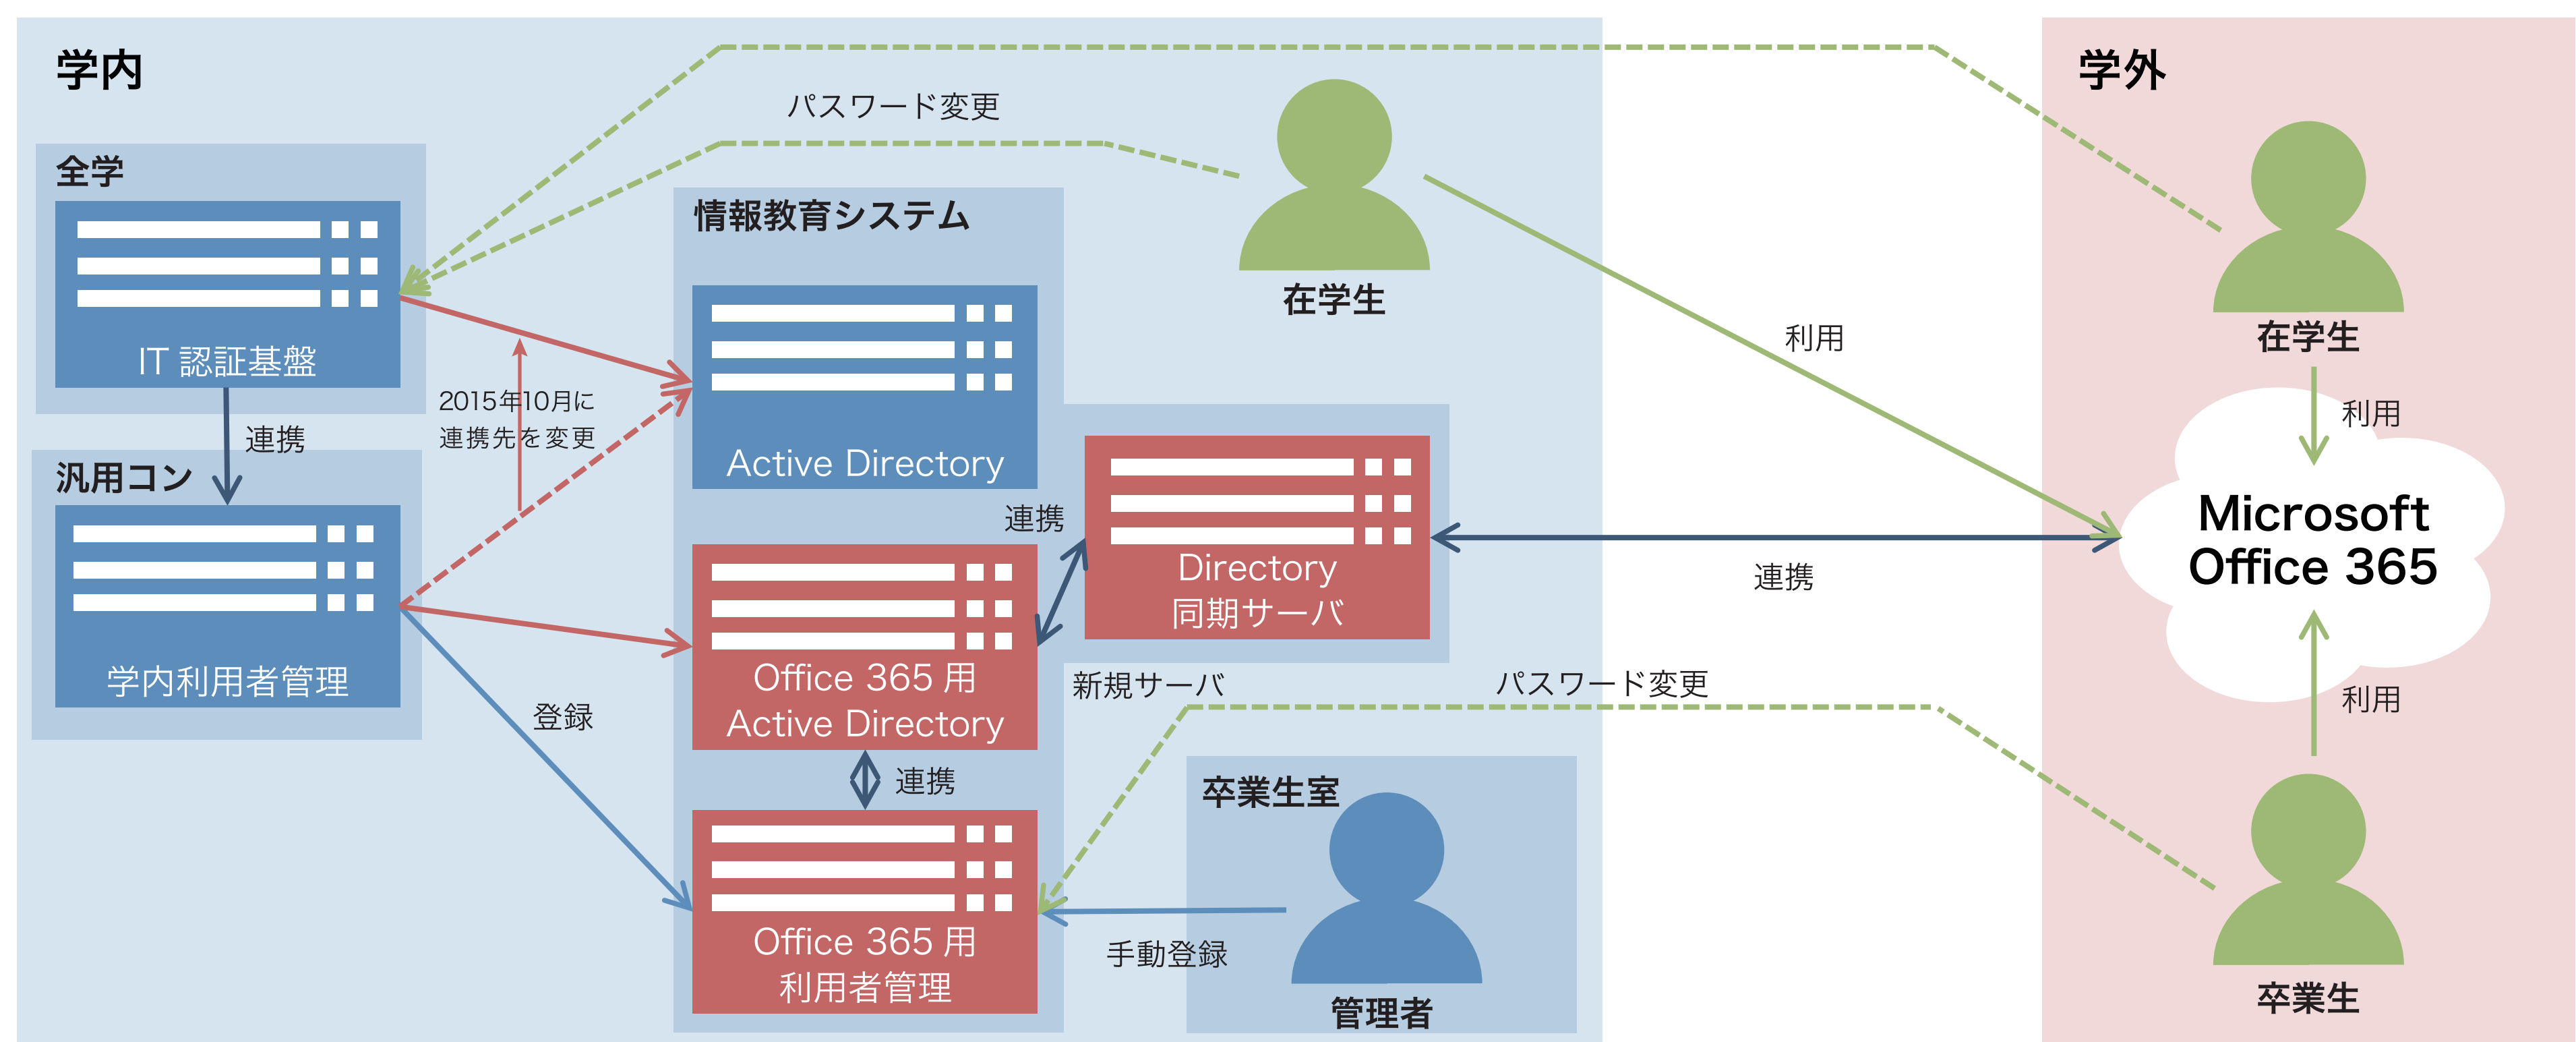 学内
学外
パスワード変更
全学
IT 認証基盤
情報教育システム
Active Directory
在学生
在学生
利用
利用
2015年10月に
連携先を変更
連携
汎用コン
学内利用者管理
連携
Directory
同期サーバ
連携
Microsoft
Office 365
Office 365 用
Active Directory
新規サーバ
パスワード変更
利用
登録
連携
卒業生室
Office 365 用
利用者管理
手動登録
管理者
卒業生